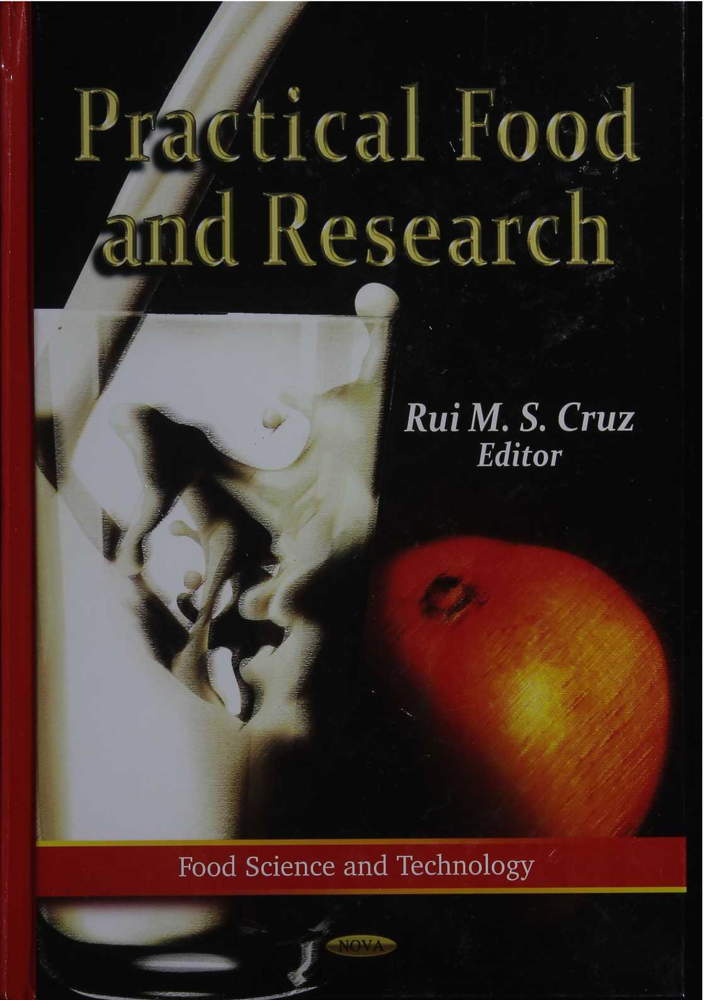 Practical Food
and Research
Rui M. S. Cruz
Editor
Food Science and Technology
NOVA